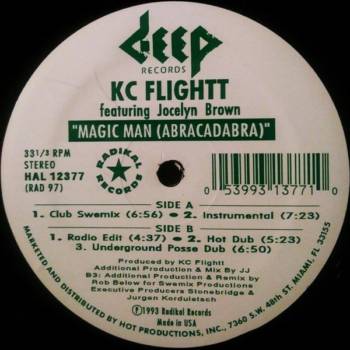 deep
RECORDS
KC FLIGHTT
featuring Jocelyn Brown
"MAGIC MAN (ABRACADABRA)"
33 1/3 RPM
STEREO
HAL 12377
(RAD 97)
RADIKAL
RECORDS
0 53993 13771 0
SIDE A
1. Club Swemix (6:56) • 2. Instrumental (7:23)
SIDE B
1. Radio Edit (4:37) • 2. Hot Dub (5:30)
3. Underground Posse Dub (6:50)
Produced by KC Flightt
Additional Production & Mix By JJ
B3: Additional Production & Remix by
Rob Below for Swemix Productions
Executive Producers Stonebridge &
Jurgen Korduletsch
©1993 Radikal Records
Made in USA
MARKETED AND DISTRIBUTED BY HOT PRODUCTIONS, INC., 7360 S.W. 48th ST. MIAMI, FL. 33155